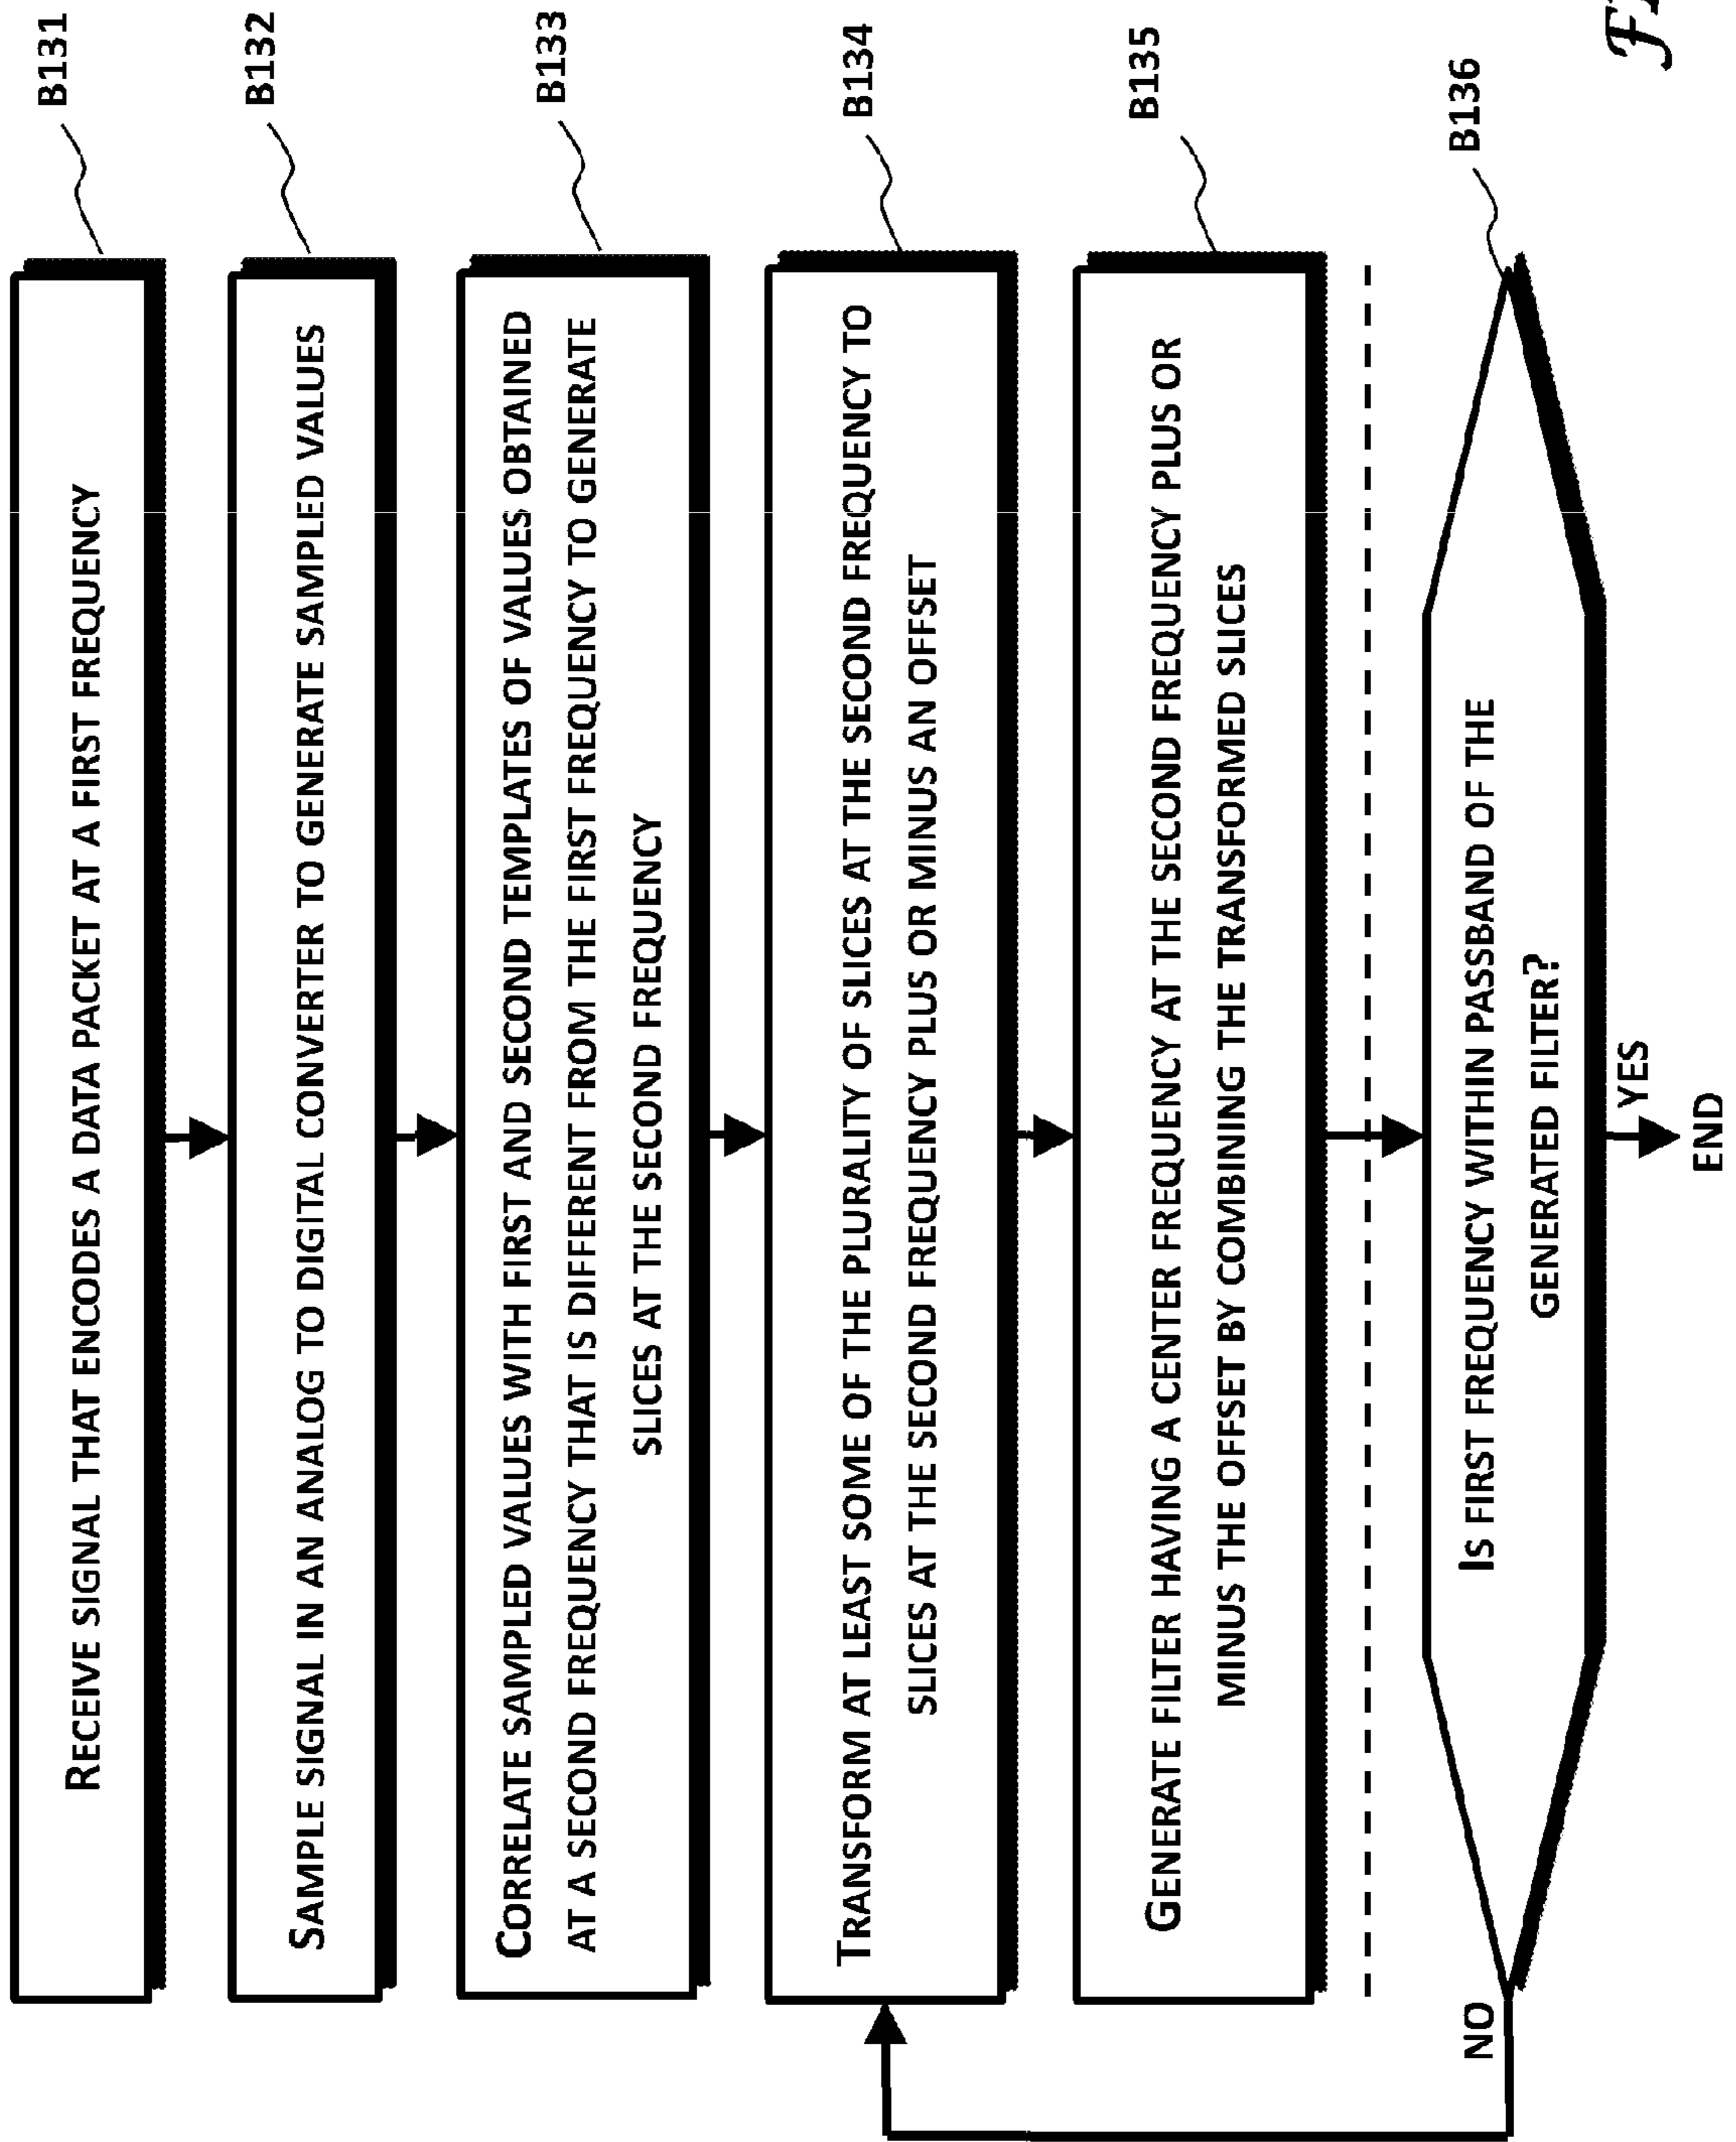 B131
RECEIVE SIGNAL THAT ENCODES A DATA PACKET AT A FIRST FREQUENCY
B132
SAMPLE SIGNAL IN AN ANALOG TO DIGITAL CONVERTER TO GENERATE SAMPLED VALUES
B133
CORRELATE SAMPLED VALUES WITH FIRST AND SECOND TEMPLATES OF VALUES OBTAINED
AT A SECOND FREQUENCY THAT IS DIFFERENT FROM THE FIRST FREQUENCY TO GENERATE
SLICES AT THE SECOND FREQUENCY
B134
TRANSFORM AT LEAST SOME OF THE PLURALITY OF SLICES AT THE SECOND FREQUENCY TO
SLICES AT THE SECOND FREQUENCY PLUS OR MINUS AN OFFSET
B135
GENERATE FILTER HAVING A CENTER FREQUENCY AT THE SECOND FREQUENCY PLUS OR
MINUS THE OFFSET BY COMBINING THE TRANSFORMED SLICES
B136
IS FIRST FREQUENCY WITHIN PASSBAND OF THE
GENERATED FILTER?
NO
YES
END